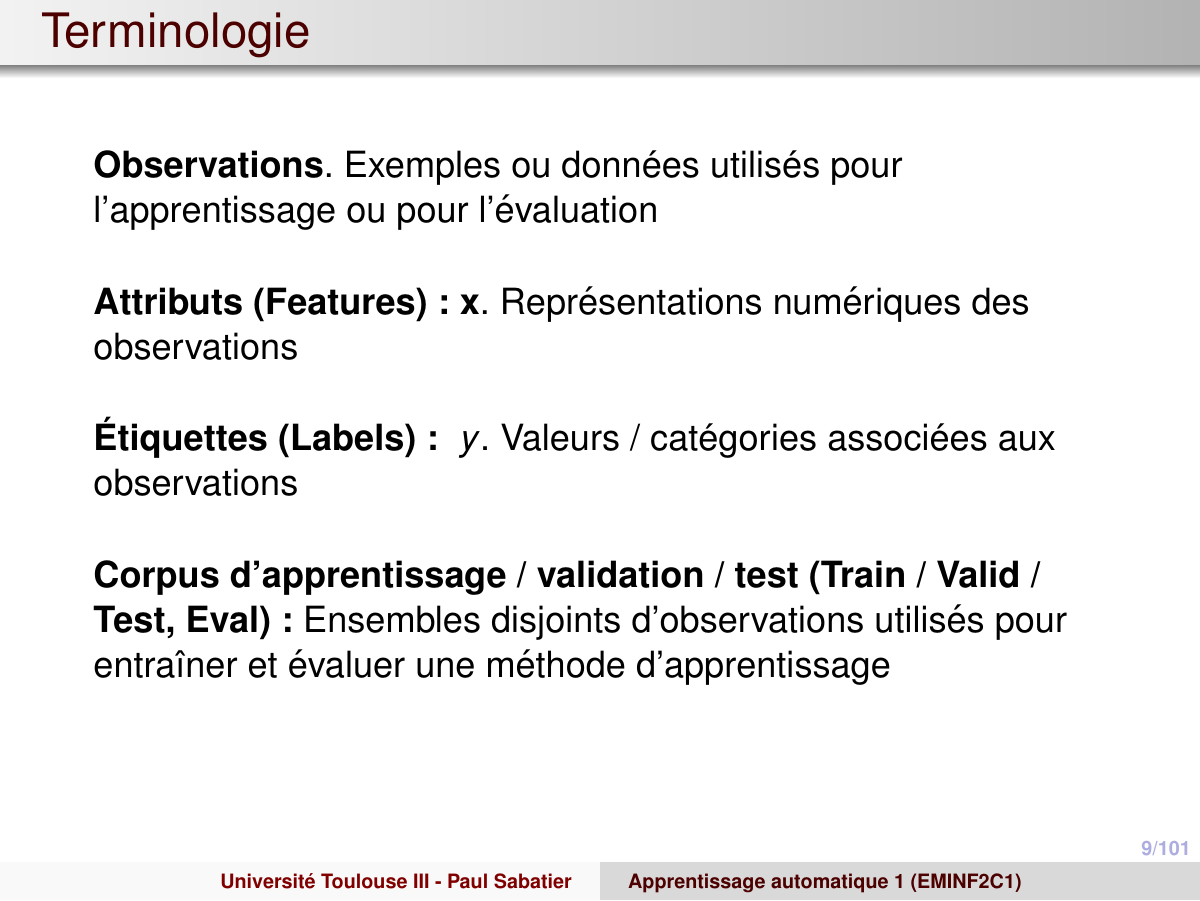 Terminologie
Observations. Exemples ou données utilisés pour
l'apprentissage ou pour l'évaluation
Attributs (Features) : x. Représentations numériques des
observations
Étiquettes (Labels) : y. Valeurs / catégories associées aux
observations
Corpus d'apprentissage / validation / test (Train / Valid /
Test, Eval) : Ensembles disjoints d'observations utilisés pour
entraîner et évaluer une méthode d'apprentissage
9/101
Université Toulouse III - Paul Sabatier
Apprentissage automatique 1 (EMINF2C1)